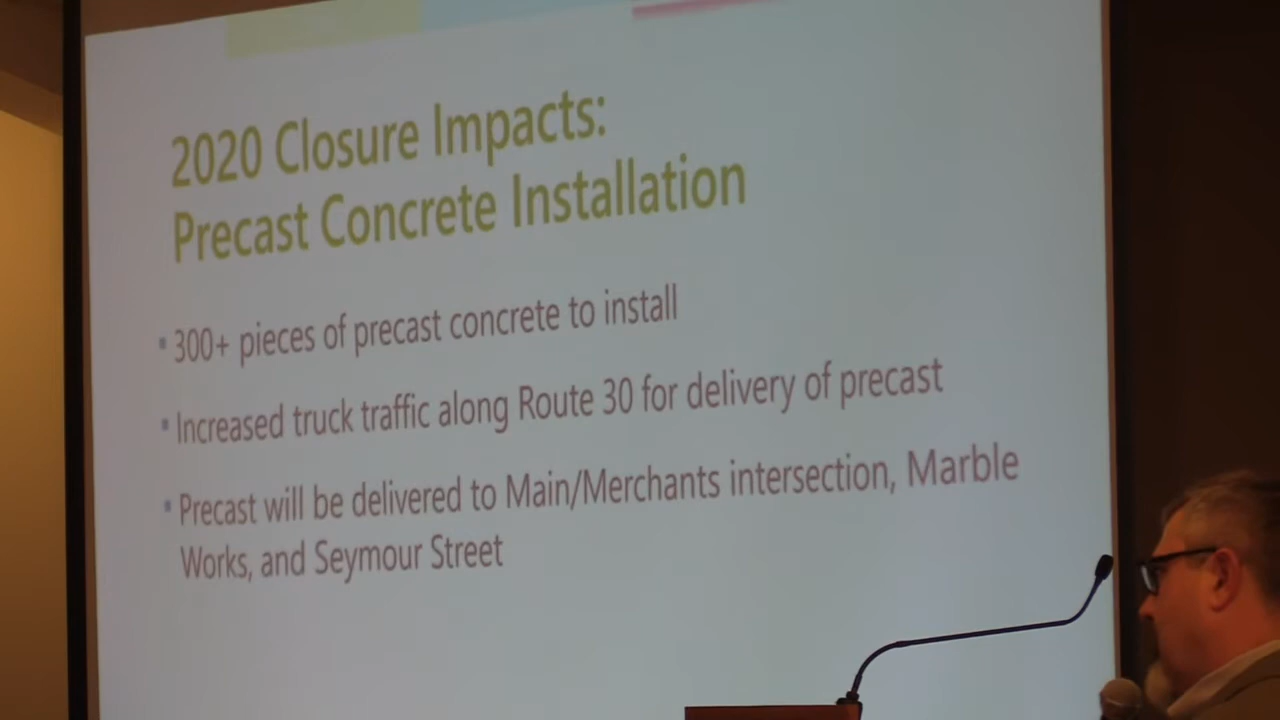 2020 Closure Impacts:
Precast Concrete Installation
▪ 300+ pieces of precast concrete to install
▪ Increased truck traffic along Route 30 for delivery of precast
▪ Precast will be delivered to Main/Merchants intersection, Marble
Works, and Seymour Street